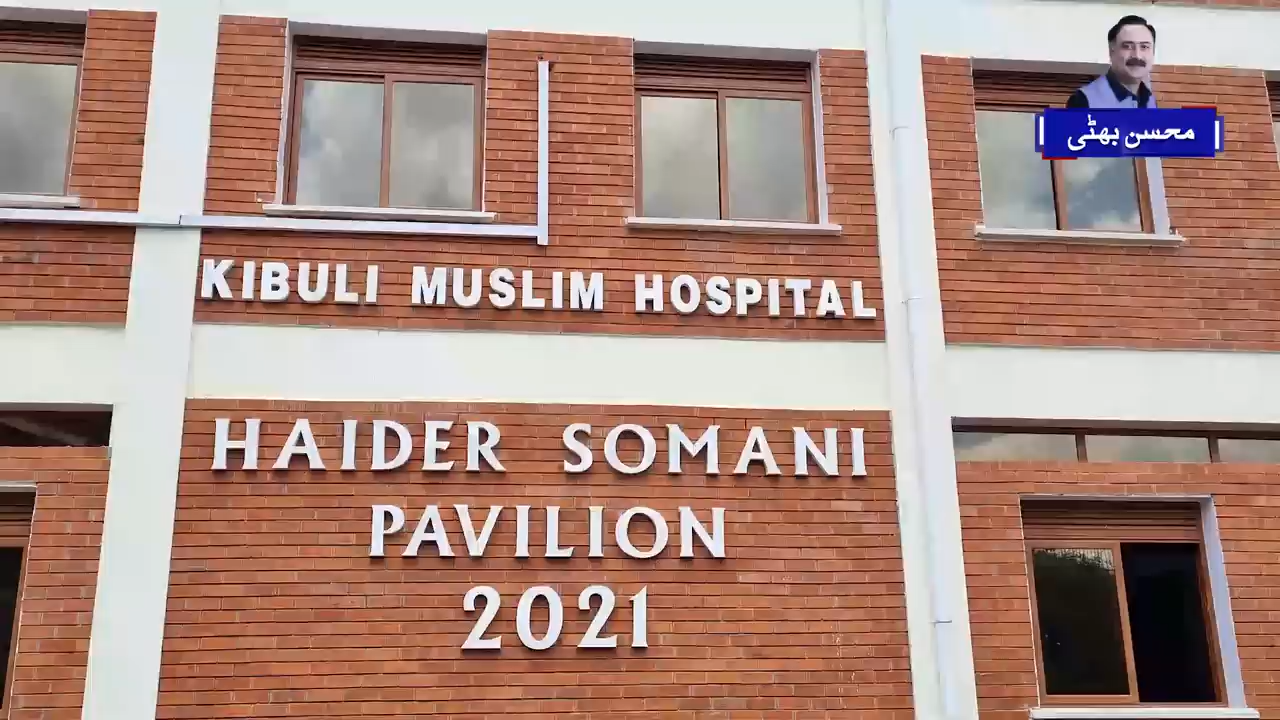 محسن بھٹی
KIBULI MUSLIM HOSPITAL
HAIDER SOMANI
PAVILION
2021